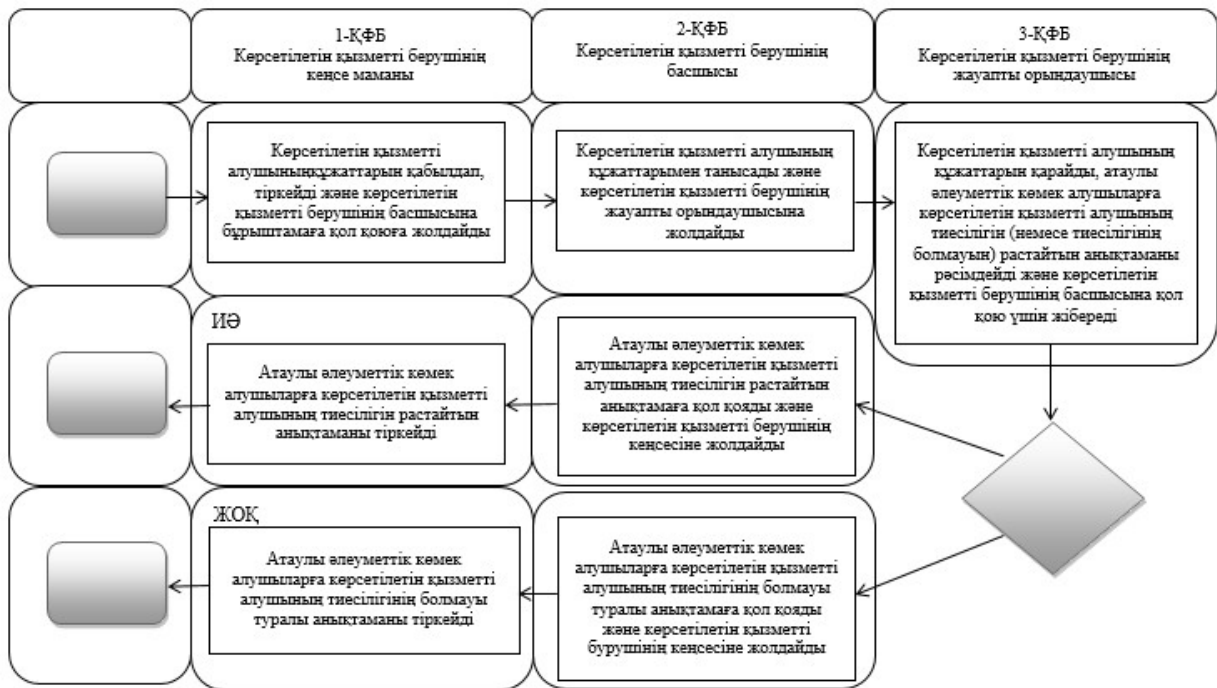 1-ҚФБ
Көрсетілетін қызметті берушінің
кеңсе маманы
2-ҚФБ
Көрсетілетін қызметті берушінің
басшысы
3-ҚФБ
Көрсетілетін қызметті берушінің
жауапты орындаушысы
Көрсетілетін қызметті
алушыныңқұжаттарын қабылдап,
тіркейді және көрсетілетін
қызметті берушінің басшысына
бұрыштамаға қол қоюға жолдайды
Көрсетілетін қызметті алушының
құжаттарымен танысады және
көрсетілетін қызметті берушінің
жауапты орындаушысына
жолдайды
Көрсетілетін қызметті алушының
құжаттарын қарайды, атаулы
әлеуметтік көмек алушыларға
көрсетілетін қызметті алушының
тиесілігін (немесе тиесілігінің
болмауын) растайтын анықтаманы
рәсімдейді және көрсетілетін
қызметті берушінің басшысына қол
қою үшін жібереді
ИӘ
Атаулы әлеуметтік көмек
алушыларға көрсетілетін қызметті
алушының тиесілігін растайтын
анықтаманы тіркейді
Атаулы әлеуметтік көмек
алушыларға көрсетілетін қызметті
алушының тиесілігін растайтын
анықтамаға қол қояды және
көрсетілетін қызметті берушінің
кеңсесіне жолдайды
ЖОҚ
Атаулы әлеуметтік көмек
алушыларға көрсетілетін қызметті
алушының тиесілігінің болмауы
туралы анықтаманы тіркейді
Атаулы әлеуметтік көмек
алушыларға көрсетілетін қызметті
алушының тиесілігінің болмауы
туралы анықтамаға қол қояды
және көрсетілетін қызметті
бурушінің кеңсесіне жолдайды